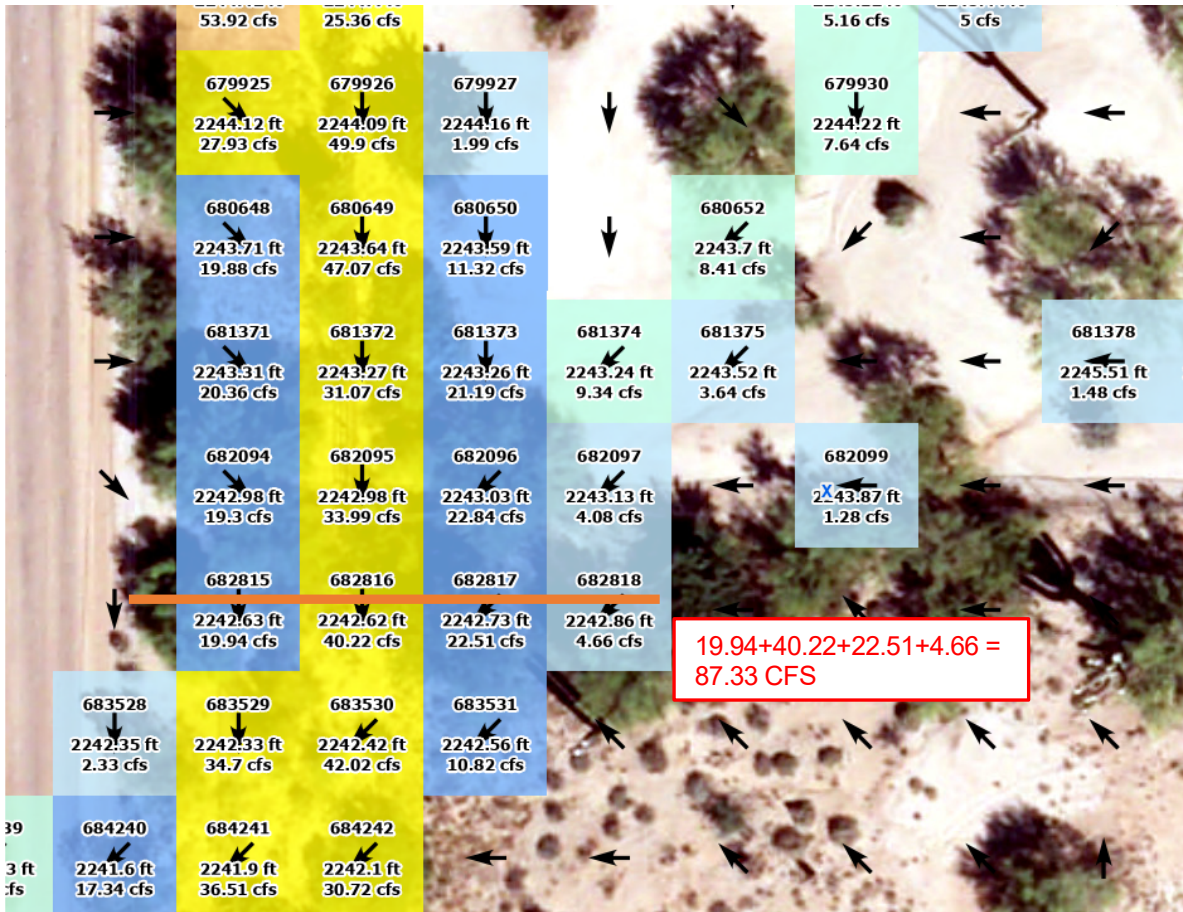 53.92 cfs
25.36 cfs
5.16 cfs
5 cfs
679925
2244.12 ft
27.93 cfs
679926
2244.09 ft
49.9 cfs
679927
2244.16 ft
1.99 cfs
679930
2244.22 ft
7.64 cfs
680648
2243.71 ft
19.88 cfs
680649
2243.64 ft
47.07 cfs
680650
2243.59 ft
11.32 cfs
680652
2243.7 ft
8.41 cfs
681371
2243.31 ft
20.36 cfs
681372
2243.27 ft
31.07 cfs
681373
2243.26 ft
21.19 cfs
681374
2243.24 ft
9.34 cfs
681375
2243.52 ft
3.64 cfs
681378
2245.51 ft
1.48 cfs
682094
2242.98 ft
19.3 cfs
682095
2242.98 ft
33.99 cfs
682096
2243.03 ft
22.84 cfs
682097
2243.13 ft
4.08 cfs
682099
X
2243.87 ft
1.28 cfs
682815
2242.63 ft
19.94 cfs
682816
2242.62 ft
40.22 cfs
682817
2242.73 ft
22.51 cfs
682818
2242.86 ft
4.66 cfs
19.94+40.22+22.51+4.66 =
87.33 CFS
683528
2242.35 ft
2.33 cfs
683529
2242.33 ft
34.7 cfs
683530
2242.42 ft
42.02 cfs
683531
2242.56 ft
10.82 cfs
39
3 ft
cfs
684240
2241.6 ft
17.34 cfs
684241
2241.9 ft
36.51 cfs
684242
2242.1 ft
30.72 cfs